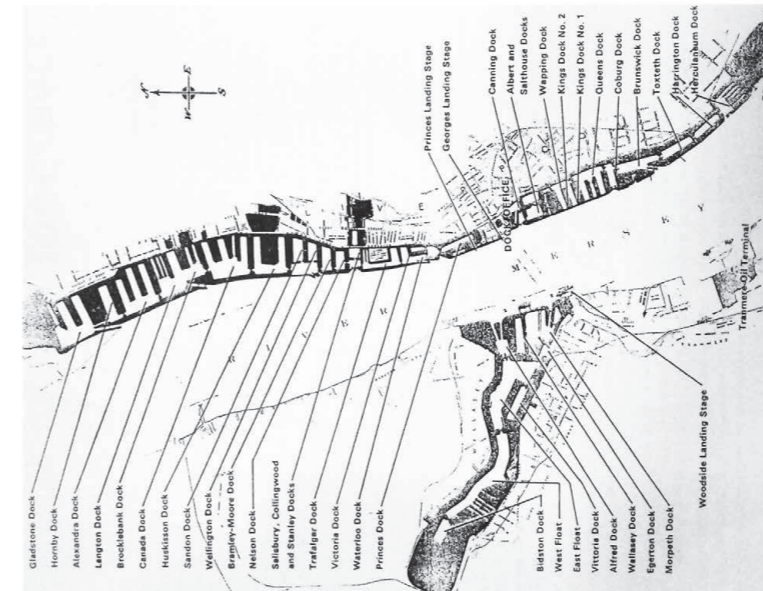 Gladstone Dock
Hornby Dock
Alexandra Dock
Langton Dock
Brocklebank Dock
Canada Dock
Huskisson Dock
Sandon Dock
Wellington Dock
Bramley-Moore Dock
Nelson Dock
Salisbury, Collingwood
and Stanley Docks
Trafalgar Dock
Victoria Dock
Waterloo Dock
Princes Dock
N
W
E
S
Princes Landing Stage
Georges Landing Stage
Canning Dock
Albert and
Salthouse Docks
Wapping Dock
Kings Dock No. 2
Kings Dock No. 1
Queens Dock
Coburg Dock
Brunswick Dock
Toxteth Dock
Harrington Dock
Herculaneum Dock
DOCK OFFICE
RIVER
MERSEY
Bidston Dock
West Float
East Float
Vittoria Dock
Alfred Dock
Wallasey Dock
Egerton Dock
Morpeth Dock
Woodside Landing Stage
Tranmere Oil Terminal